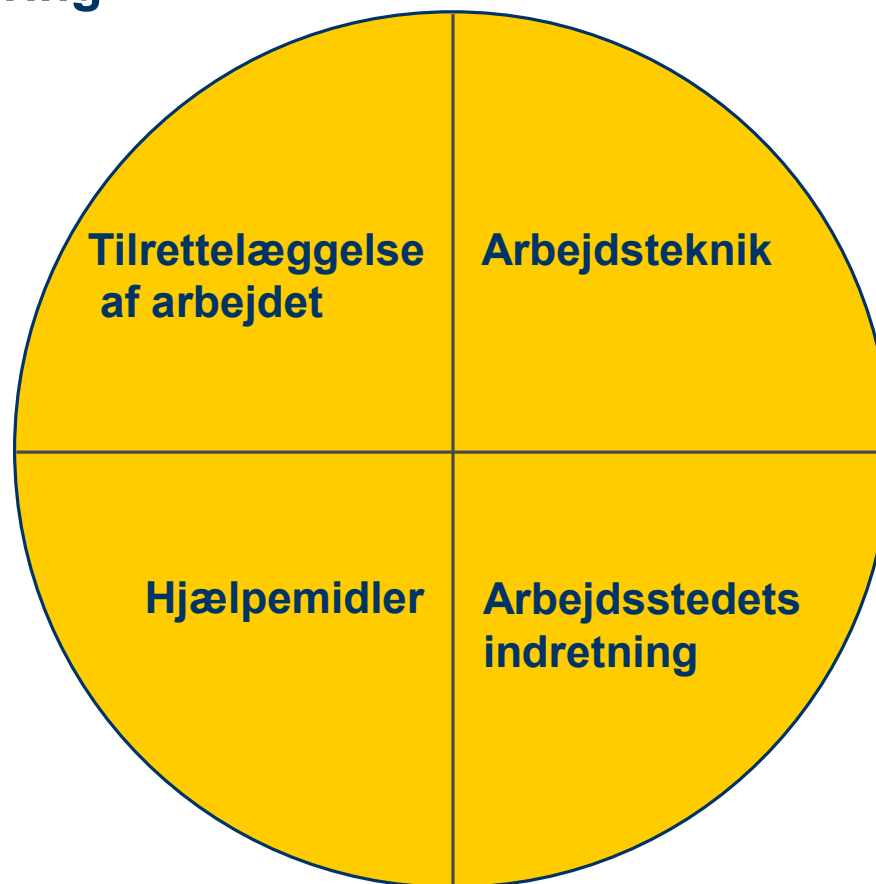 Tilrettelæggelse
af arbejdet
Arbejdsteknik
Hjælpemidler
Arbejdsstedets
indretning